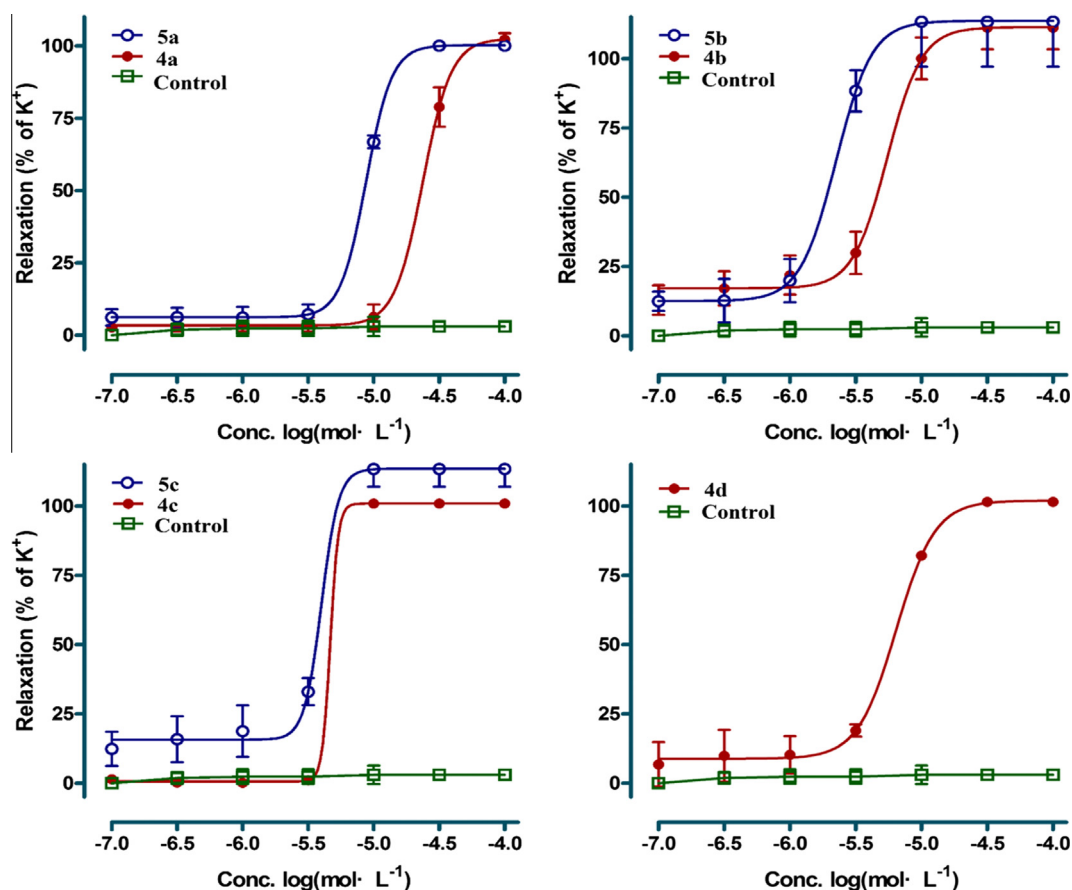 5a
4a
Control
Relaxation (% of K⁺)
100
75
50
25
0
-7.0 -6.5 -6.0 -5.5 -5.0 -4.5 -4.0
Conc. log(mol· L⁻¹)
5b
4b
Control
Relaxation (% of K⁺)
100
75
50
25
0
-7.0 -6.5 -6.0 -5.5 -5.0 -4.5 -4.0
Conc. log(mol· L⁻¹)
5c
4c
Control
Relaxation (% of K⁺)
100
75
50
25
0
-7.0 -6.5 -6.0 -5.5 -5.0 -4.5 -4.0
Conc. log(mol· L⁻¹)
4d
Control
Relaxation (% of K⁺)
100
75
50
25
0
-7.0 -6.5 -6.0 -5.5 -5.0 -4.5 -4.0
Conc. log(mol· L⁻¹)